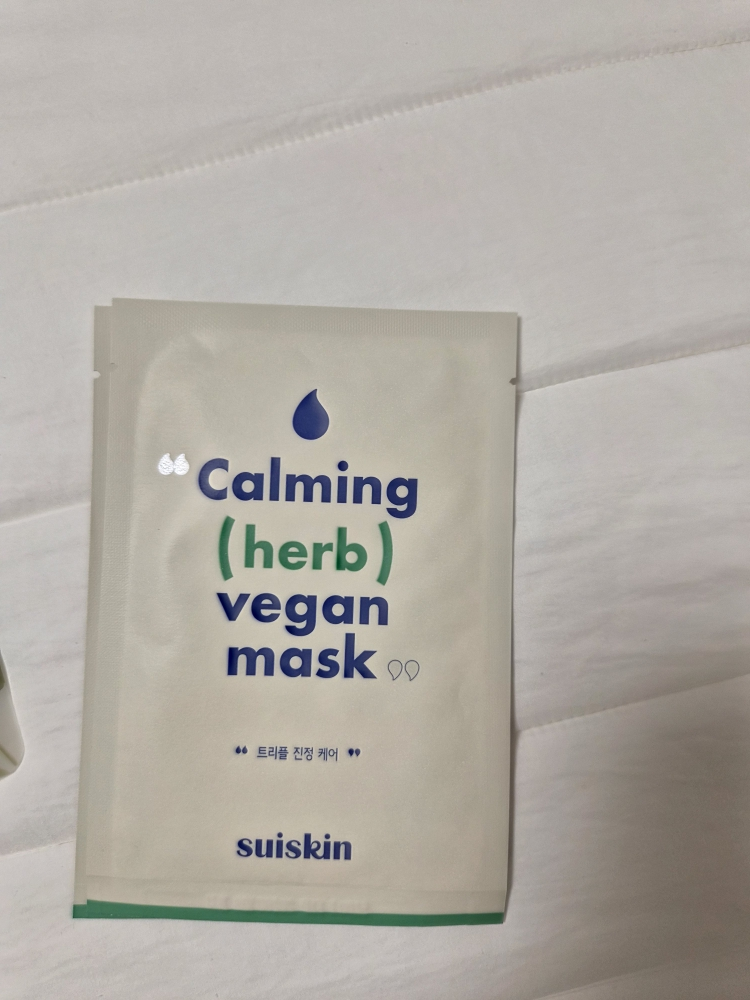 Calming
(herb)
vegan
mask
트리플 진정 케어
suiskin